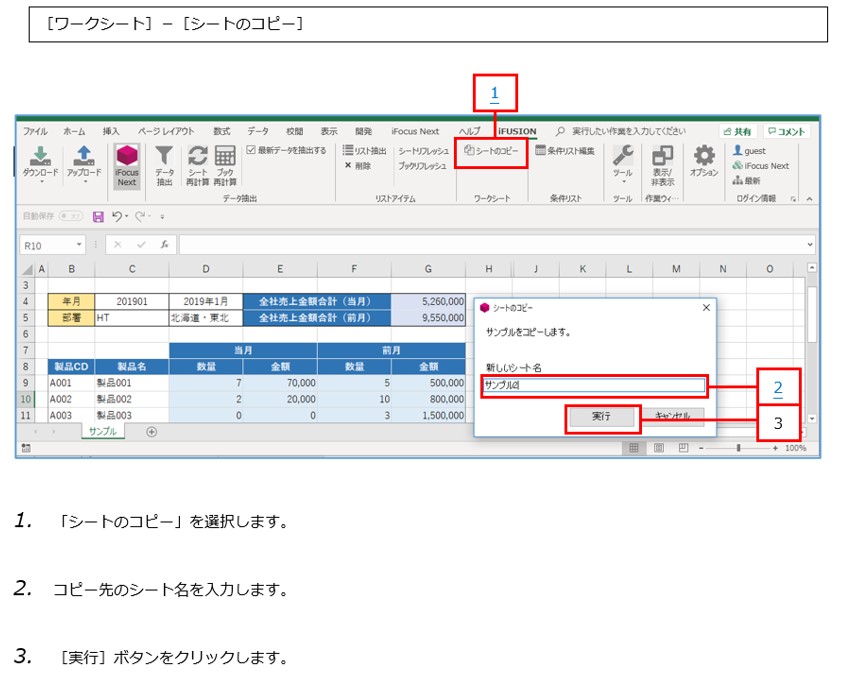 ［ワークシート］－［シートのコピー］
1
ファイル ホーム 挿入 ページ レイアウト 数式 データ 校閲 表示 開発 iFocus Next ヘルプ iFUSION 実行したい作業を入力してください 共有 コメント
ダウンロード アップロード iFocus Next データ抽出 シート再計算 ブック再計算 最新データを抽出する リスト抽出 削除 シートリフレッシュ ブックリフレッシュ シートのコピー 条件リスト編集 ツール 表示/非表示 オプション guest iFocus Next 最新
データ抽出 リストアイテム ワークシート 条件リスト ツール 作業ウィ… ログイン情報
自動保存
R10 fx
A B C D E F G H I J K L M N O
3
4 年月 201901 2019年1月 全社売上金額合計（当月） 5,260,000
5 部署 HT 北海道・東北 全社売上金額合計（前月） 9,550,000
6
7 当月 前月
8 製品CD 製品名 数量 金額 数量 金額
9 A001 製品001 7 70,000 5 500,000
10 A002 製品002 2 20,000 10 800,000
11 A003 製品003 0 0 3 1,500,000
サンプル
100%
シートのコピー
サンプルをコピーします。
新しいシート名
サンプル2
2
実行 キャンセル
3
1. 「シートのコピー」を選択します。
2. コピー先のシート名を入力します。
3. ［実行］ボタンをクリックします。